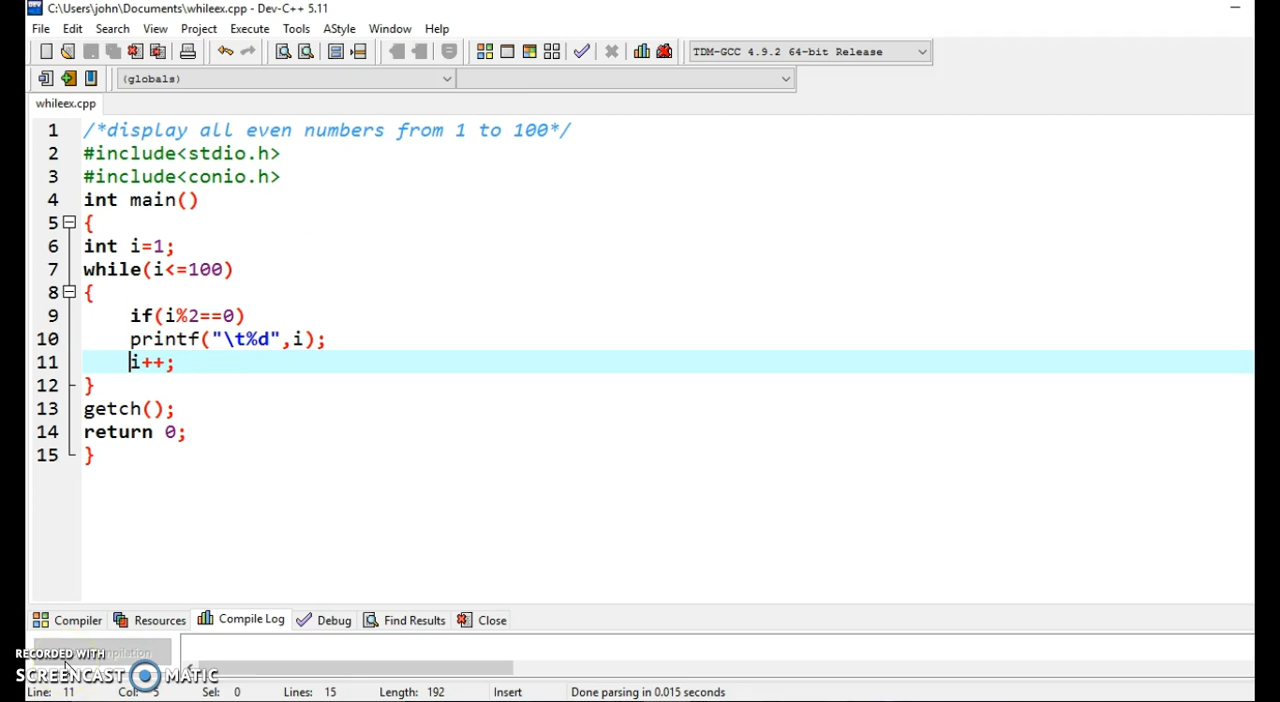 C:\Users\john\Documents\whileex.cpp - Dev-C++ 5.11
File Edit Search View Project Execute Tools AStyle Window Help
TDM-GCC 4.9.2 64-bit Release
(globals)
whileex.cpp
1 /*display all even numbers from 1 to 100*/
2 #include<stdio.h>
3 #include<conio.h>
4 int main()
5 {
6 int i=1;
7 while(i<=100)
8 {
9 if(i%2==0)
10 printf("\t%d",i);
11 i++;
12 }
13 getch();
14 return 0;
15 }
Compiler Resources Compile Log Debug Find Results Close
RECORDED WITH
SCREENCAST MATIC
Line: 11 Col: 5 Sel: 0 Lines: 15 Length: 192 Insert Done parsing in 0.015 seconds